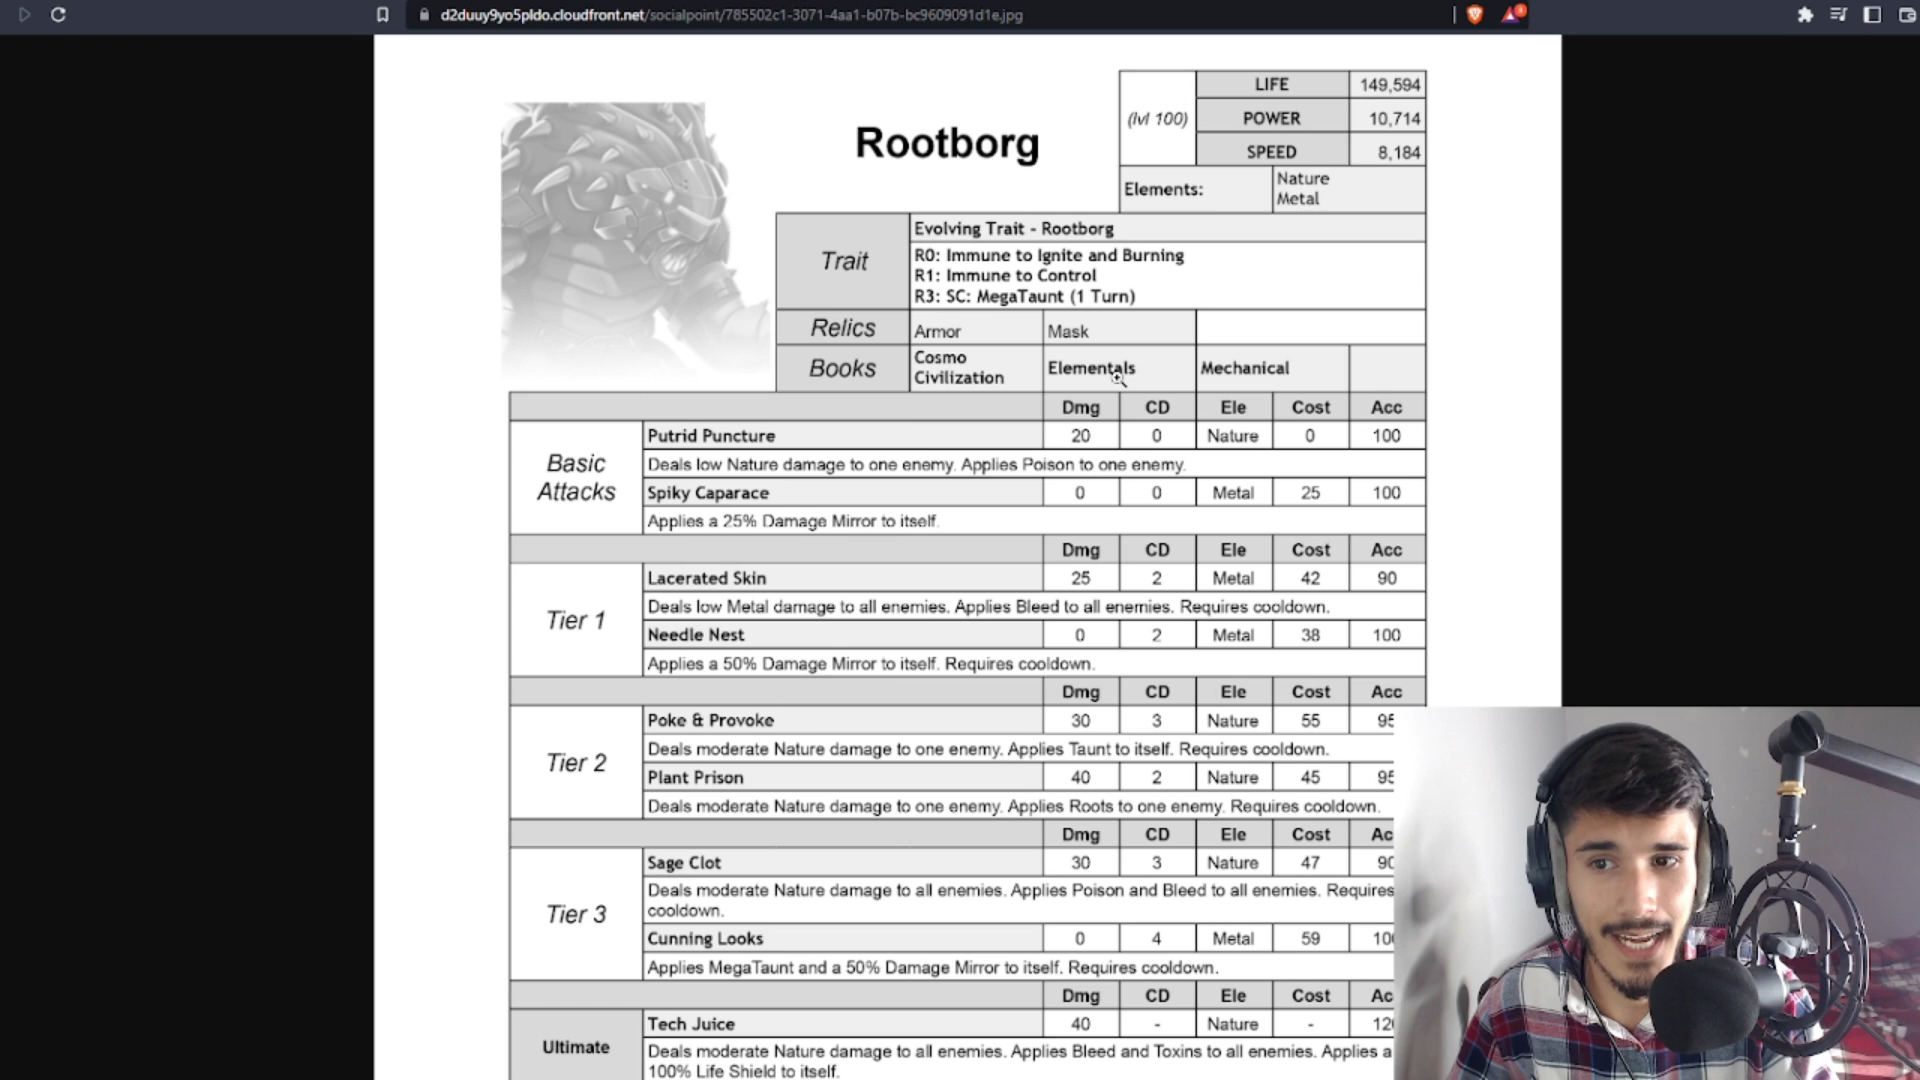 d2duuy9yo5pldo.cloudfront.net/socialpoint/785502c1-3071-4aa1-b07b-bc9609091d1e.jpg
Rootborg
(lvl 100)
LIFE 149,594
POWER 10,714
SPEED 8,184
Elements: Nature
Metal
Trait
Evolving Trait - Rootborg
R0: Immune to Ignite and Burning
R1: Immune to Control
R3: SC: MegaTaunt (1 Turn)
Relics Armor Mask
Books Cosmo Civilization Elementals Mechanical
Dmg CD Ele Cost Acc
Basic Attacks
Putrid Puncture 20 0 Nature 0 100
Deals low Nature damage to one enemy. Applies Poison to one enemy.
Spiky Caparace 0 0 Metal 25 100
Applies a 25% Damage Mirror to itself.
Dmg CD Ele Cost Acc
Tier 1
Lacerated Skin 25 2 Metal 42 90
Deals low Metal damage to all enemies. Applies Bleed to all enemies. Requires cooldown.
Needle Nest 0 2 Metal 38 100
Applies a 50% Damage Mirror to itself. Requires cooldown.
Dmg CD Ele Cost Acc
Tier 2
Poke & Provoke 30 3 Nature 55 95
Deals moderate Nature damage to one enemy. Applies Taunt to itself. Requires cooldown.
Plant Prison 40 2 Nature 45 95
Deals moderate Nature damage to one enemy. Applies Roots to one enemy. Requires cooldown.
Dmg CD Ele Cost Ac
Tier 3
Sage Clot 30 3 Nature 47 90
Deals moderate Nature damage to all enemies. Applies Poison and Bleed to all enemies. Requires
cooldown.
Cunning Looks 0 4 Metal 59 10
Applies MegaTaunt and a 50% Damage Mirror to itself. Requires cooldown.
Dmg CD Ele Cost Ac
Ultimate
Tech Juice 40 - Nature - 12
Deals moderate Nature damage to all enemies. Applies Bleed and Toxins to all enemies. Applies a
100% Life Shield to itself.